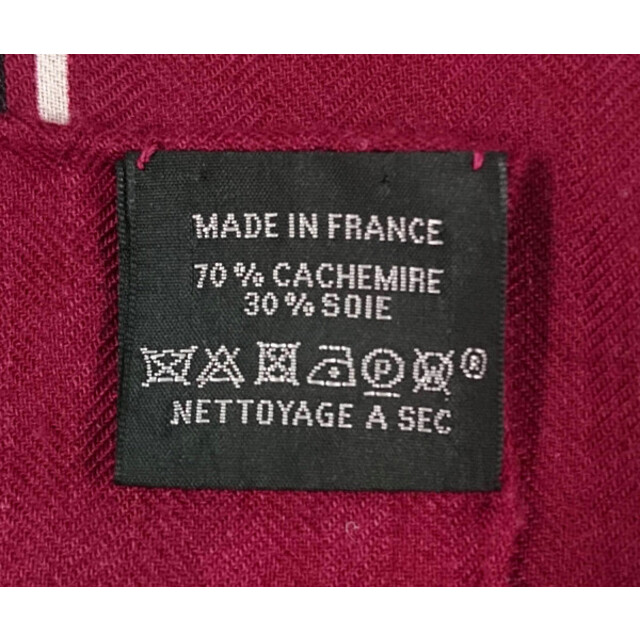 MADE IN FRANCE
70% CACHEMIRE
30% SOIE
P W ®
NETTOYAGE A SEC